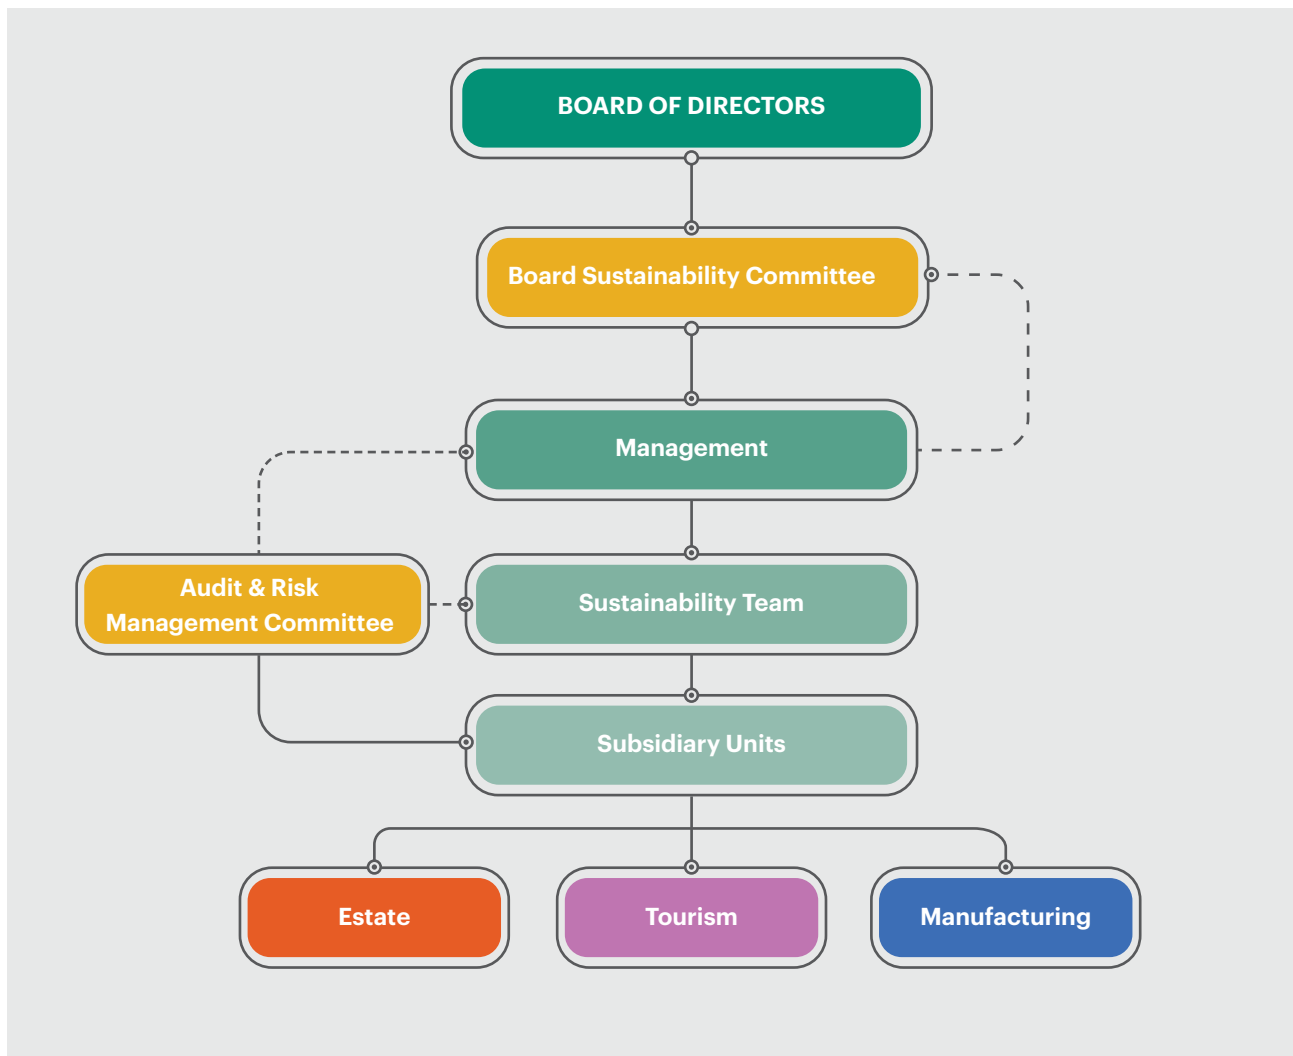 BOARD OF DIRECTORS
Board Sustainability Committee
Management
Audit & Risk
Management Committee
Sustainability Team
Subsidiary Units
Estate
Tourism
Manufacturing